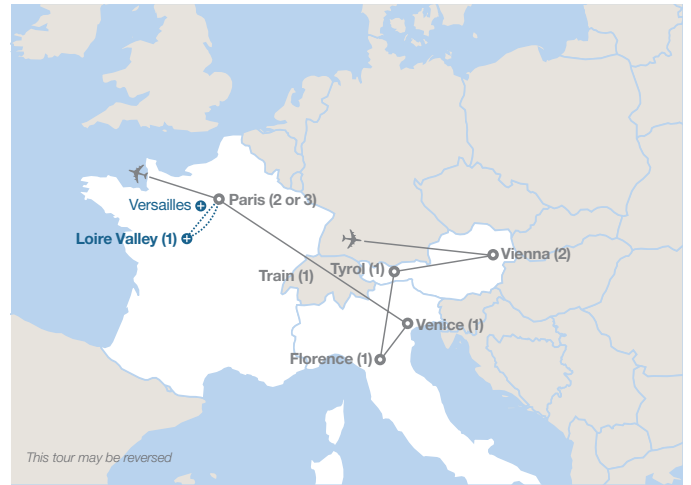 Paris (2 or 3)
Versailles
Loire Valley (1)
Vienna (2)
Tyrol (1)
Train (1)
Venice (1)
Florence (1)
This tour may be reversed